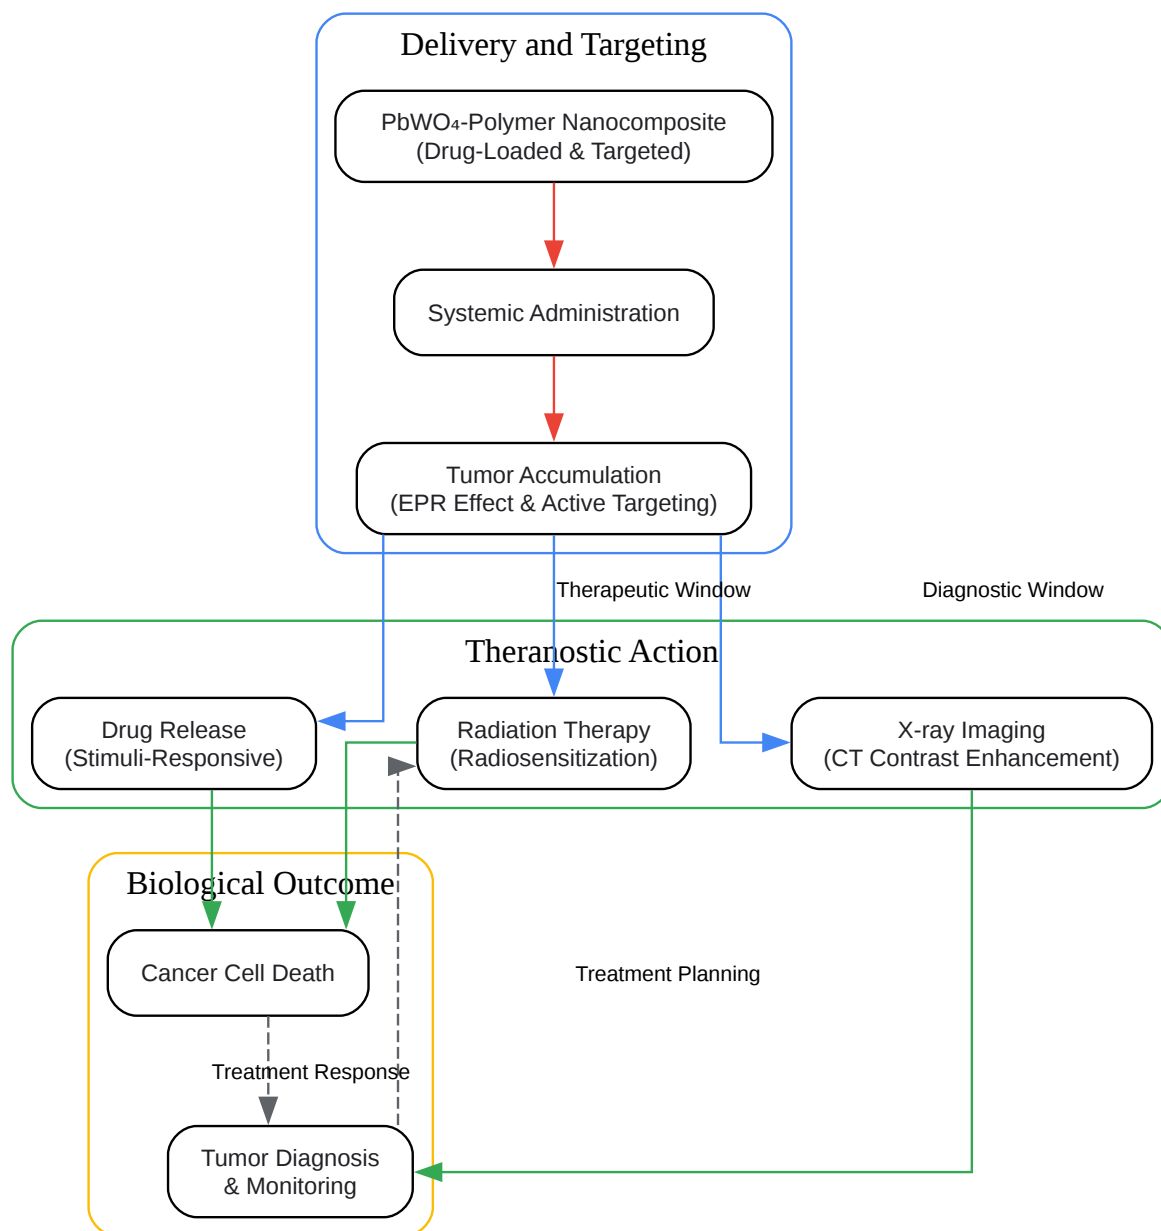 Delivery and Targeting
PbWO₄-Polymer Nanocomposite
(Drug-Loaded & Targeted)
Systemic Administration
Tumor Accumulation
(EPR Effect & Active Targeting)
Therapeutic Window
Diagnostic Window
Theranostic Action
Drug Release
(Stimuli-Responsive)
Radiation Therapy
(Radiosensitization)
X-ray Imaging
(CT Contrast Enhancement)
Biological Outcome
Cancer Cell Death
Treatment Planning
Treatment Response
Tumor Diagnosis
& Monitoring